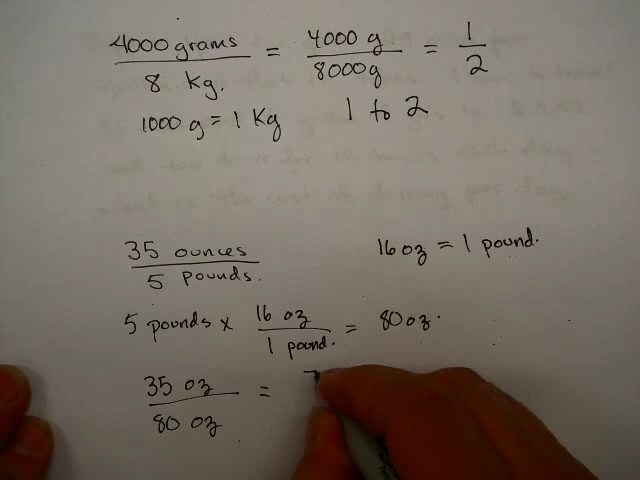 4000 grams / 8 Kg. = 4000 g / 8000g = 1 / 2
1000 g = 1 Kg 1 to 2
35 ounces / 5 pounds. 16 oz = 1 pound.
5 pounds x 16 oz / 1 pound. = 80 oz.
35 oz / 80 oz =